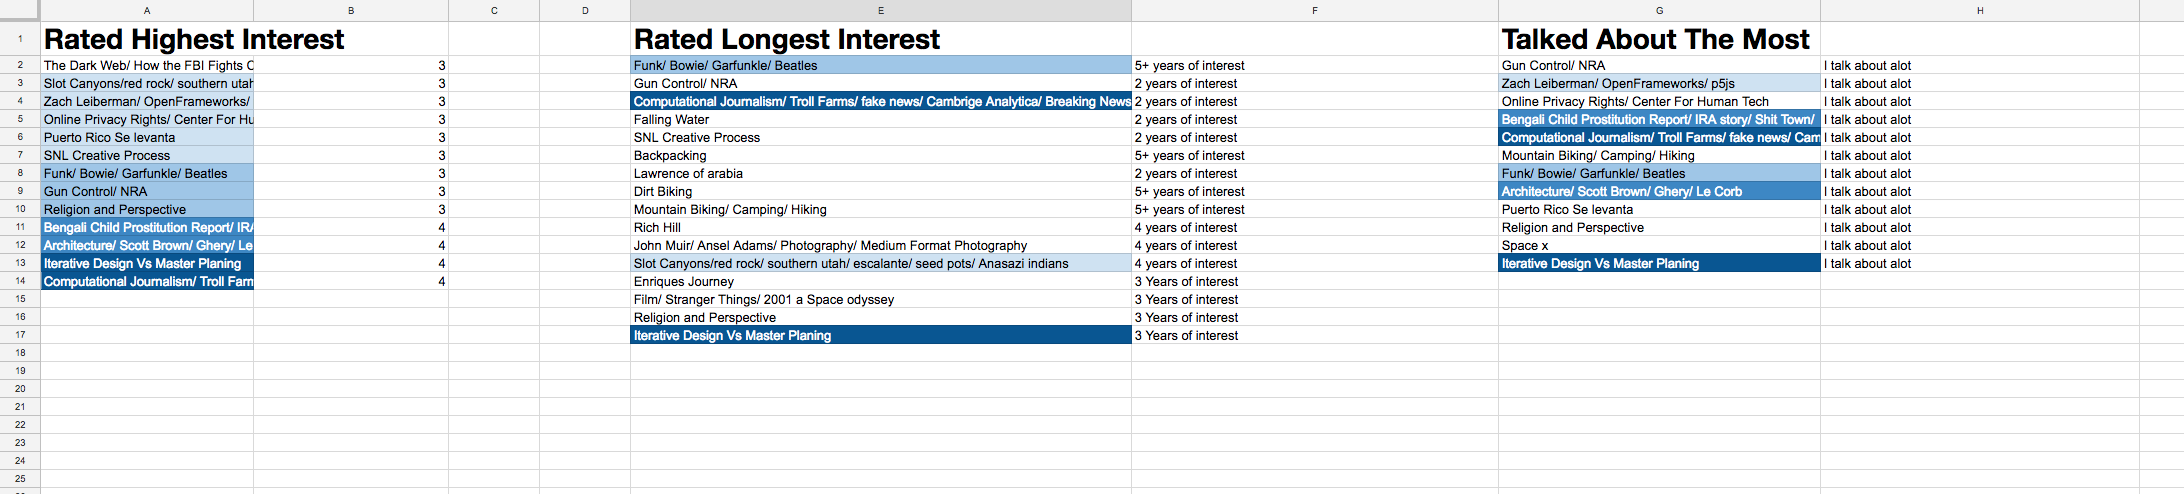 A B C D E F G H
1 Rated Highest Interest Rated Longest Interest Talked About The Most
2 The Dark Web/ How the FBI Fights C 3 Funk/ Bowie/ Garfunkle/ Beatles 5+ years of interest Gun Control/ NRA I talk about alot
3 Slot Canyons/red rock/ southern utah 3 Gun Control/ NRA 2 years of interest Zach Leiberman/ OpenFrameworks/ p5js I talk about alot
4 Zach Leiberman/ OpenFrameworks/ 3 Computational Journalism/ Troll Farms/ fake news/ Cambrige Analytica/ Breaking News 2 years of interest Online Privacy Rights/ Center For Human Tech I talk about alot
5 Online Privacy Rights/ Center For Hu 3 Falling Water 2 years of interest Bengali Child Prostitution Report/ IRA story/ Shit Town/ I talk about alot
6 Puerto Rico Se levanta 3 SNL Creative Process 2 years of interest Computational Journalism/ Troll Farms/ fake news/ Cam I talk about alot
7 SNL Creative Process 3 Backpacking 5+ years of interest Mountain Biking/ Camping/ Hiking I talk about alot
8 Funk/ Bowie/ Garfunkle/ Beatles 3 Lawrence of arabia 2 years of interest Funk/ Bowie/ Garfunkle/ Beatles I talk about alot
9 Gun Control/ NRA 3 Dirt Biking 5+ years of interest Architecture/ Scott Brown/ Ghery/ Le Corb I talk about alot
10 Religion and Perspective 3 Mountain Biking/ Camping/ Hiking 5+ years of interest Puerto Rico Se levanta I talk about alot
11 Bengali Child Prostitution Report/ IRA 4 Rich Hill 4 years of interest Religion and Perspective I talk about alot
12 Architecture/ Scott Brown/ Ghery/ Le 4 John Muir/ Ansel Adams/ Photography/ Medium Format Photography 4 years of interest Space x I talk about alot
13 Iterative Design Vs Master Planing 4 Slot Canyons/red rock/ southern utah/ escalante/ seed pots/ Anasazi indians 4 years of interest Iterative Design Vs Master Planing I talk about alot
14 Computational Journalism/ Troll Farm 4 Enriques Journey 3 Years of interest
15 Film/ Stranger Things/ 2001 a Space odyssey 3 Years of interest
16 Religion and Perspective 3 Years of interest
17 Iterative Design Vs Master Planing 3 Years of interest
18
19
20
21
22
23
24
25